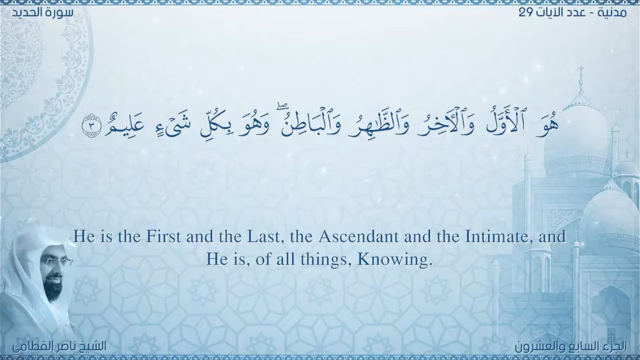 مدنية - عدد الآيات 29
سورة الحديد
هُوَ ٱلْأَوَّلُ وَٱلْـَٔاخِرُ وَٱلظَّـٰهِرُ وَٱلْبَاطِنُ ۖ وَهُوَ بِكُلِّ شَىْءٍ عَلِيمٌ ٣
He is the First and the Last, the Ascendant and the Intimate, and
He is, of all things, Knowing.
الجزء السابع والعشرون
الشيخ ناصر القطامي